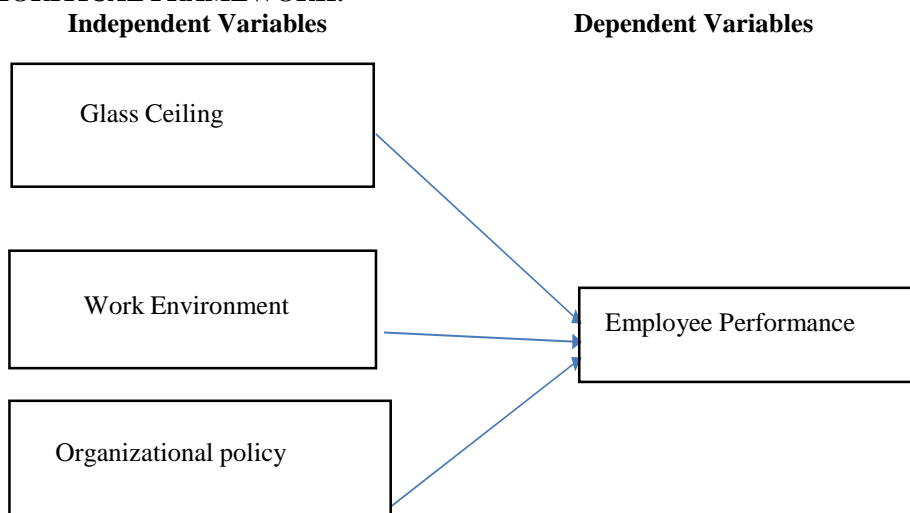 Independent Variables Dependent Variables
Glass Ceiling
Work Environment
Employee Performance
Organizational policy